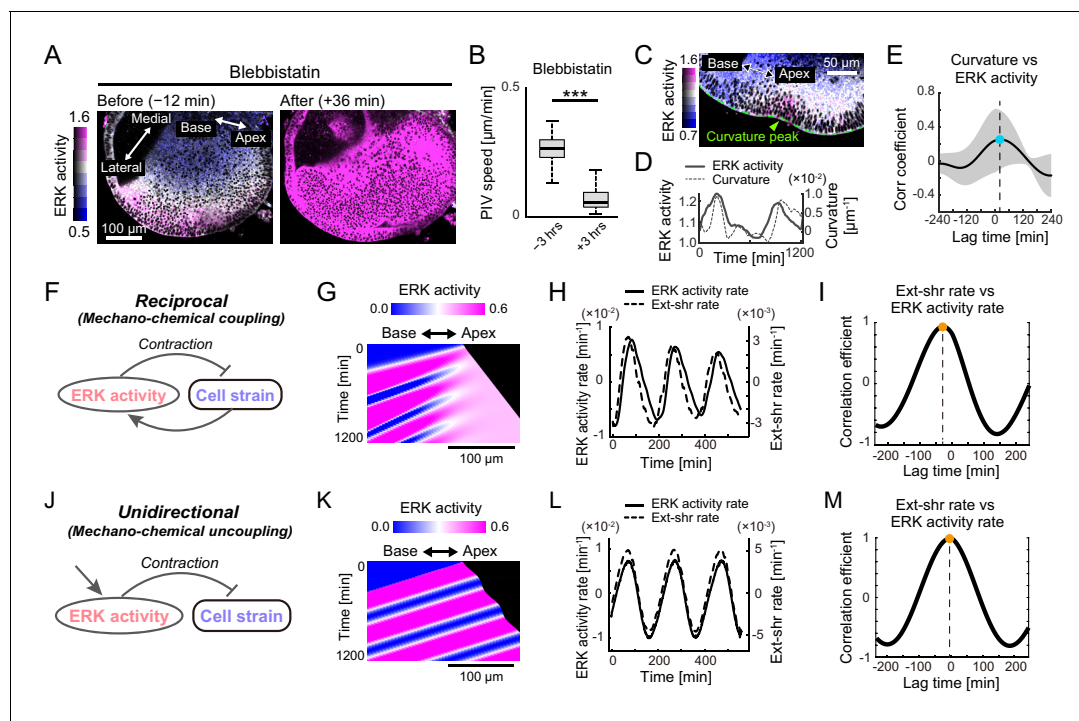 A
Blebbistatin
Before (−12 min)
After (+36 min)
Medial
Base
Apex
Lateral
ERK activity
1.6
0.5
100 µm
B
Blebbistatin
***
PIV speed [µm/min]
0.5
0
−3 hrs
+3 hrs
C
ERK activity
1.6
0.7
Base
Apex
50 µm
Curvature peak
D
ERK activity
Curvature
(×10⁻²)
ERK activity
1.2
1.1
1.0
1.0
0.5
0
Curvature
[µm⁻¹]
0
Time [min]
1200
E
Curvature vs
ERK activity
Corr coefficient
0.4
0
-0.4
-240
-120
0
120
240
Lag time [min]
F
Reciprocal
(Mechano-chemical coupling)
Contraction
ERK activity
Cell strain
G
ERK activity
0.0
0.6
Base
Apex
0
Time [min]
1200
100 µm
H
ERK activity rate
Ext-shr rate
(×10⁻²)
(×10⁻³)
ERK activity rate [min⁻¹]
1
0
-1
3
0
-3
Ext-shr rate [min⁻¹]
0
200
400
Time [min]
I
Ext-shr rate vs
ERK activity rate
Correlation efficient
1
0
-1
-200
-100
0
100
200
Lag time [min]
J
Unidirectional
(Mechano-chemical uncoupling)
Contraction
ERK activity
Cell strain
K
ERK activity
0.0
0.6
Base
Apex
0
Time [min]
1200
100 µm
L
ERK activity rate
Ext-shr rate
(×10⁻²)
(×10⁻³)
ERK activity rate [min⁻¹]
1
0
-1
5
0
-5
Ext-shr rate [min⁻¹]
0
200
400
Time [min]
M
Ext-shr rate vs
ERK activity rate
Correlation efficient
1
0
-1
-200
-100
0
100
200
Lag time [min]